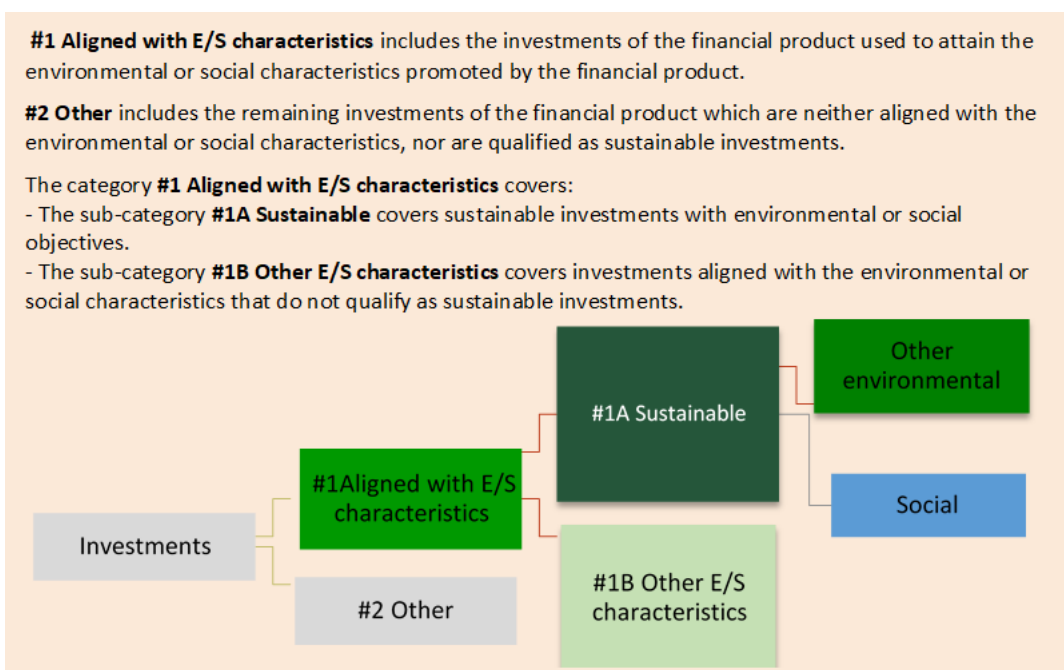 #1 Aligned with E/S characteristics includes the investments of the financial product used to attain the
environmental or social characteristics promoted by the financial product.
#2 Other includes the remaining investments of the financial product which are neither aligned with the
environmental or social characteristics, nor are qualified as sustainable investments.
The category #1 Aligned with E/S characteristics covers:
- The sub-category #1A Sustainable covers sustainable investments with environmental or social
objectives.
- The sub-category #1B Other E/S characteristics covers investments aligned with the environmental or
social characteristics that do not qualify as sustainable investments.
Investments
#1Aligned with E/S
characteristics
#2 Other
#1A Sustainable
#1B Other E/S
characteristics
Other
environmental
Social